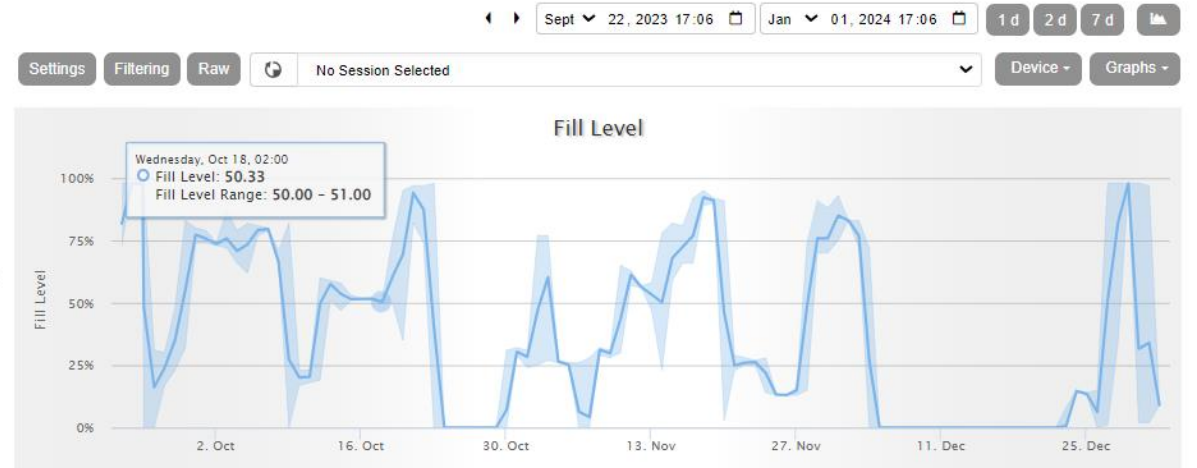 Sept 22, 2023 17:06 Jan 01, 2024 17:06 1 d 2 d 7 d
Settings Filtering Raw No Session Selected Device Graphs
Fill Level
Wednesday, Oct 18, 02:00
Fill Level: 50.33
Fill Level Range: 50.00 - 51.00
100%
75%
50%
25%
0%
Fill Level
2. Oct 16. Oct 30. Oct 13. Nov 27. Nov 11. Dec 25. Dec